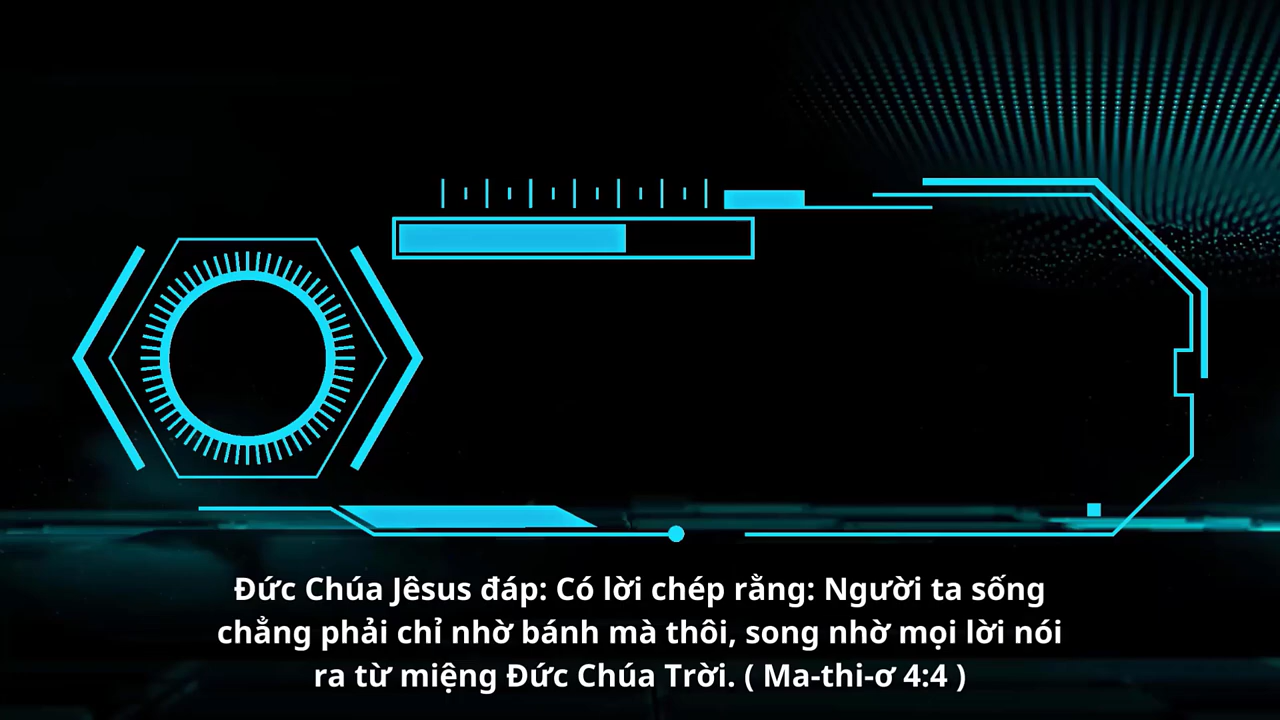 Đức Chúa Jêsus đáp: Có lời chép rằng: Người ta sống
chẳng phải chỉ nhờ bánh mà thôi, song nhờ mọi lời nói
ra từ miệng Đức Chúa Trời. ( Ma-thi-ơ 4:4 )